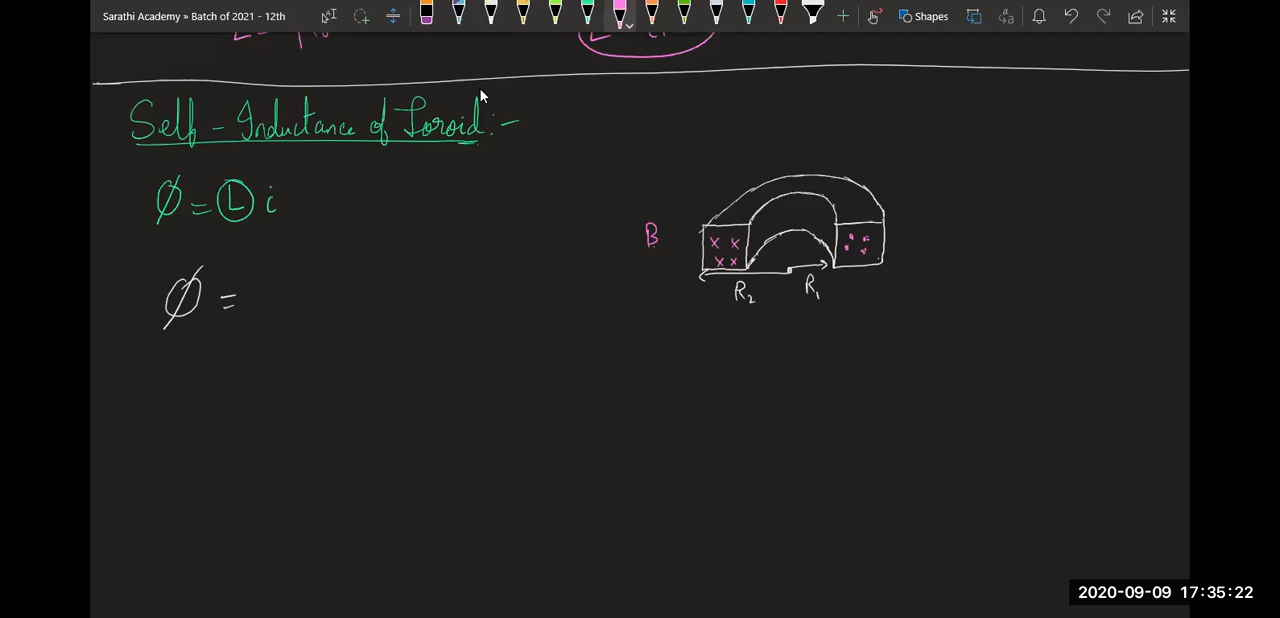 Sarathi Academy » Batch of 2021 - 12th
Shapes
Self - Inductance of Toroid :-
Ø = L i
B
R2
R1
Ø =
2020-09-09 17:35:22